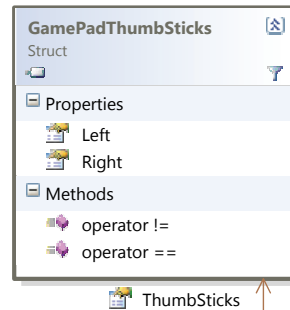 GamePadThumbSticks
Struct
Properties
Left
Right
Methods
operator !=
operator ==
ThumbSticks